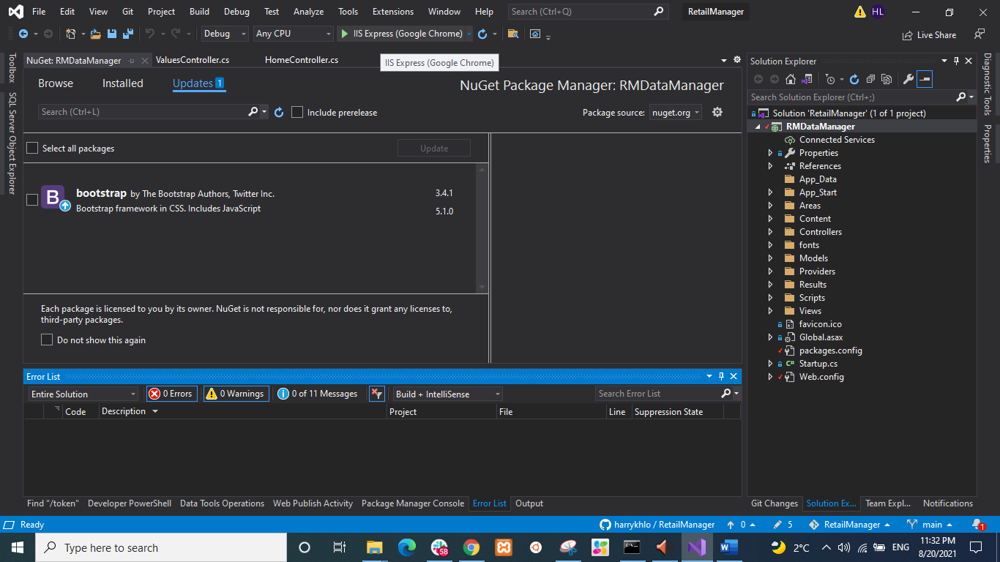 File Edit View Git Project Build Debug Test Analyze Tools Extensions Window Help Search (Ctrl+Q) RetailManager HL
Debug Any CPU IIS Express (Google Chrome) Live Share
IIS Express (Google Chrome)
Toolbox
SQL Server Object Explorer
NuGet: RMDataManager ValuesController.cs HomeController.cs
Browse Installed Updates 1 NuGet Package Manager: RMDataManager
Search (Ctrl+L) Include prerelease Package source: nuget.org
Select all packages Update
B bootstrap by The Bootstrap Authors, Twitter Inc. 3.4.1
Bootstrap framework in CSS. Includes JavaScript 5.1.0
Each package is licensed to you by its owner. NuGet is not responsible for, nor does it grant any licenses to,
third-party packages.
Do not show this again
Error List
Entire Solution 0 Errors 0 Warnings 0 of 11 Messages Build + IntelliSense Search Error List
Code Description Project File Line Suppression State
Find "/token" Developer PowerShell Data Tools Operations Web Publish Activity Package Manager Console Error List Output
Solution Explorer
Search Solution Explorer (Ctrl+;)
Solution 'RetailManager' (1 of 1 project)
RMDataManager
Connected Services
Properties
References
App_Data
App_Start
Areas
Content
Controllers
fonts
Models
Providers
Results
Scripts
Views
favicon.ico
Global.asax
packages.config
C# Startup.cs
Web.config
Git Changes Solution Ex... Team Expl... Notifications
Diagnostic Tools
Properties
Ready harrykhlo / RetailManager 0 5 RetailManager main 1
Type here to search 58 2°C ENG 11:32 PM
8/20/2021